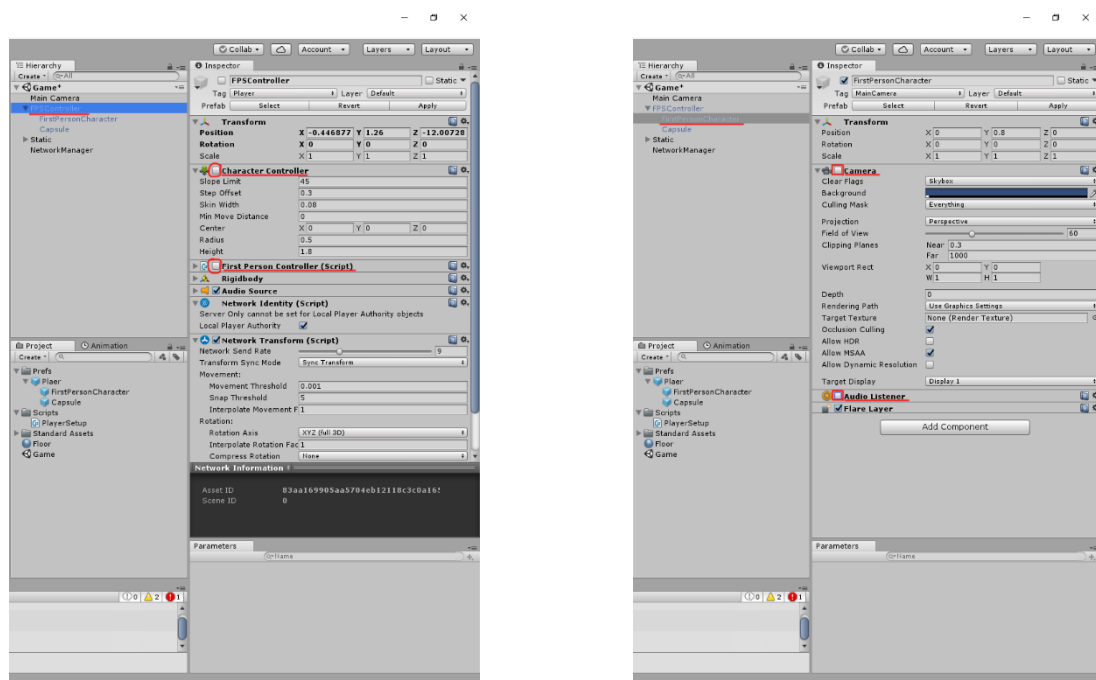 Collab Account Layers Layout
Hierarchy
Create All
Game*
Main Camera
FPSController
FirstPersonCharacter
Capsule
Static
NetworkManager
Inspector
FPSController Static
Tag Player Layer Default
Prefab Select Revert Apply
Transform
Position X -0.446877 Y 1.26 Z -12.00728
Rotation X 0 Y 0 Z 0
Scale X 1 Y 1 Z 1
Character Controller
Slope Limit 45
Step Offset 0.3
Skin Width 0.08
Min Move Distance 0
Center X 0 Y 0 Z 0
Radius 0.5
Height 1.8
First Person Controller (Script)
Rigidbody
Audio Source
Network Identity (Script)
Server Only cannot be set for Local Player Authority objects
Local Player Authority
Network Transform (Script)
Network Send Rate 9
Transform Sync Mode Sync Transform
Movement:
Movement Threshold 0.001
Snap Threshold 5
Interpolate Movement F 1
Rotation:
Rotation Axis XYZ (full 3D)
Interpolate Rotation Fac 1
Compress Rotation None
Network Information
Asset ID 83aa169905aa5704eb12118c3c0a16
Scene ID 0
Parameters
Name
Project Animation
Create
Prefs
Plaer
FirstPersonCharacter
Capsule
Scripts
PlayerSetup
Standard Assets
Floor
Game
0 2 1
Collab Account Layers Layout
Hierarchy
Create All
Game*
Main Camera
FPSController
FirstPersonCharacter
Capsule
Static
NetworkManager
Inspector
FirstPersonCharacter Static
Tag MainCamera Layer Default
Prefab Select Revert Apply
Transform
Position X 0 Y 0.8 Z 0
Rotation X 0 Y 0 Z 0
Scale X 1 Y 1 Z 1
Camera
Clear Flags Skybox
Background
Culling Mask Everything
Projection Perspective
Field of View 60
Clipping Planes Near 0.3
Far 1000
Viewport Rect X 0 Y 0
W 1 H 1
Depth 0
Rendering Path Use Graphics Settings
Target Texture None (Render Texture)
Occlusion Culling
Allow HDR
Allow MSAA
Allow Dynamic Resolution
Target Display Display 1
Audio Listener
Flare Layer
Add Component
Parameters
Name
Project Animation
Create
Prefs
Plaer
FirstPersonCharacter
Capsule
Scripts
PlayerSetup
Standard Assets
Floor
Game
0 2 1